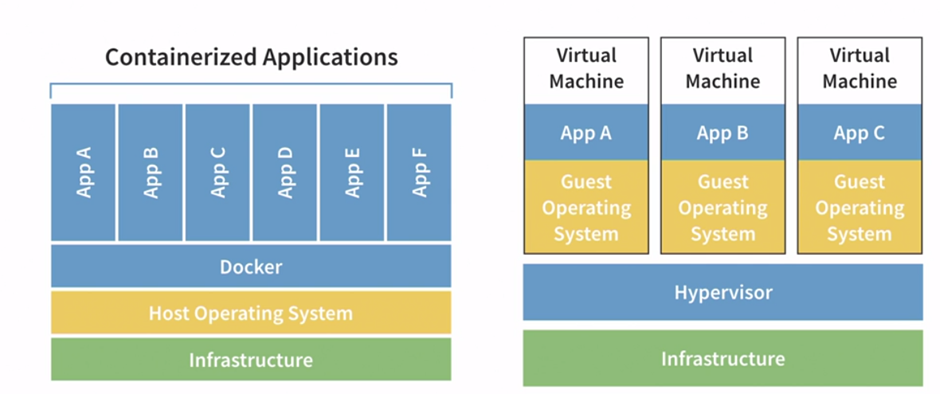 Containerized Applications
App A
App B
App C
App D
App E
App F
Docker
Host Operating System
Infrastructure
Virtual
Machine
App A
Guest
Operating
System
Virtual
Machine
App B
Guest
Operating
System
Virtual
Machine
App C
Guest
Operating
System
Hypervisor
Infrastructure